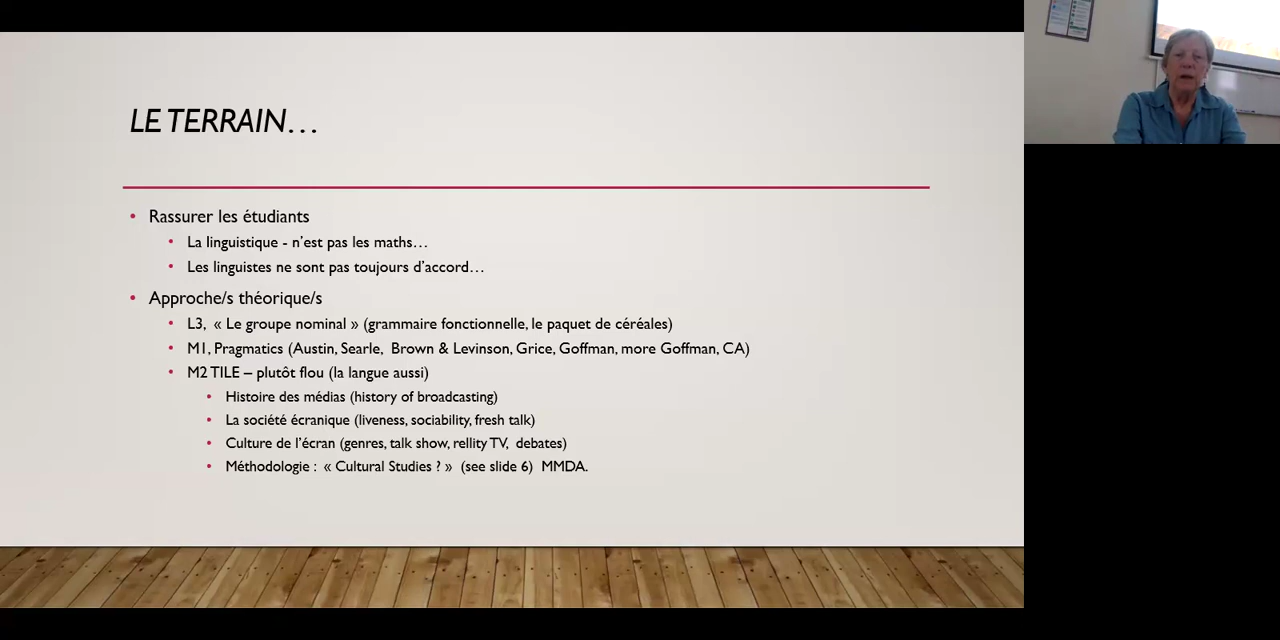 LE TERRAIN…
• Rassurer les étudiants
• La linguistique - n'est pas les maths…
• Les linguistes ne sont pas toujours d'accord…
• Approche/s théorique/s
• L3, « Le groupe nominal » (grammaire fonctionnelle, le paquet de céréales)
• M1, Pragmatics (Austin, Searle, Brown & Levinson, Grice, Goffman, more Goffman, CA)
• M2 TILE – plutôt flou (la langue aussi)
• Histoire des médias (history of broadcasting)
• La société écranique (liveness, sociability, fresh talk)
• Culture de l'écran (genres, talk show, rellity TV, debates)
• Méthodologie : « Cultural Studies ? » (see slide 6) MMDA.